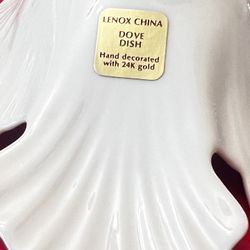 LENOX CHINA
DOVE
DISH
Hand decorated
with 24K gold